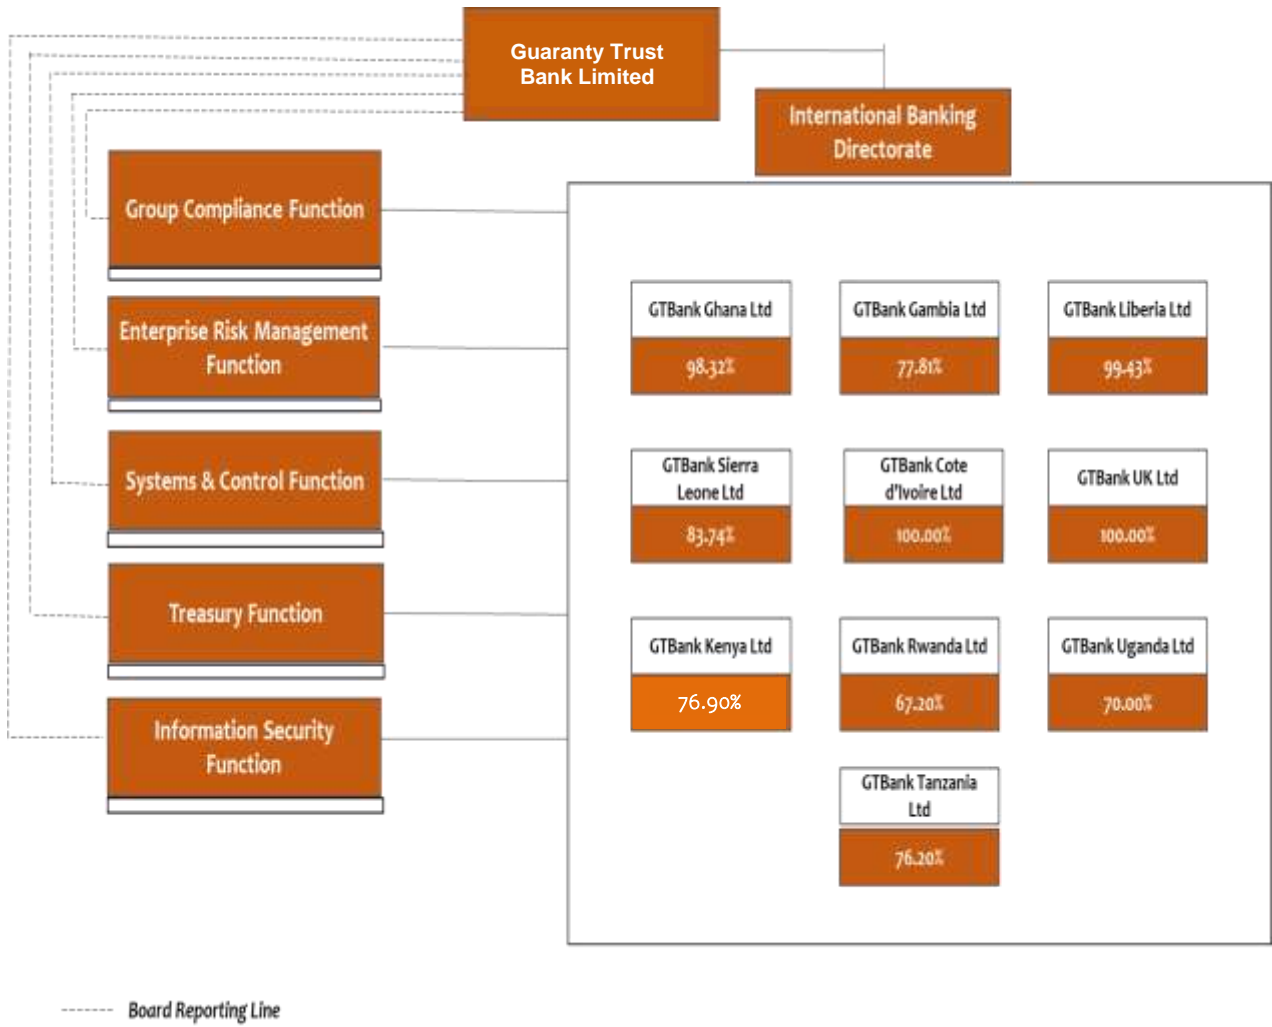 Guaranty Trust
Bank Limited
International Banking
Directorate
Group Compliance Function
Enterprise Risk Management
Function
Systems & Control Function
Treasury Function
Information Security
Function
GTBank Ghana Ltd
98.32%
GTBank Gambia Ltd
77.81%
GTBank Liberia Ltd
99.43%
GTBank Sierra
Leone Ltd
83.74%
GTBank Cote
d'Ivoire Ltd
100.00%
GTBank UK Ltd
100.00%
GTBank Kenya Ltd
76.90%
GTBank Rwanda Ltd
67.20%
GTBank Uganda Ltd
70.00%
GTBank Tanzania
Ltd
76.20%
Board Reporting Line